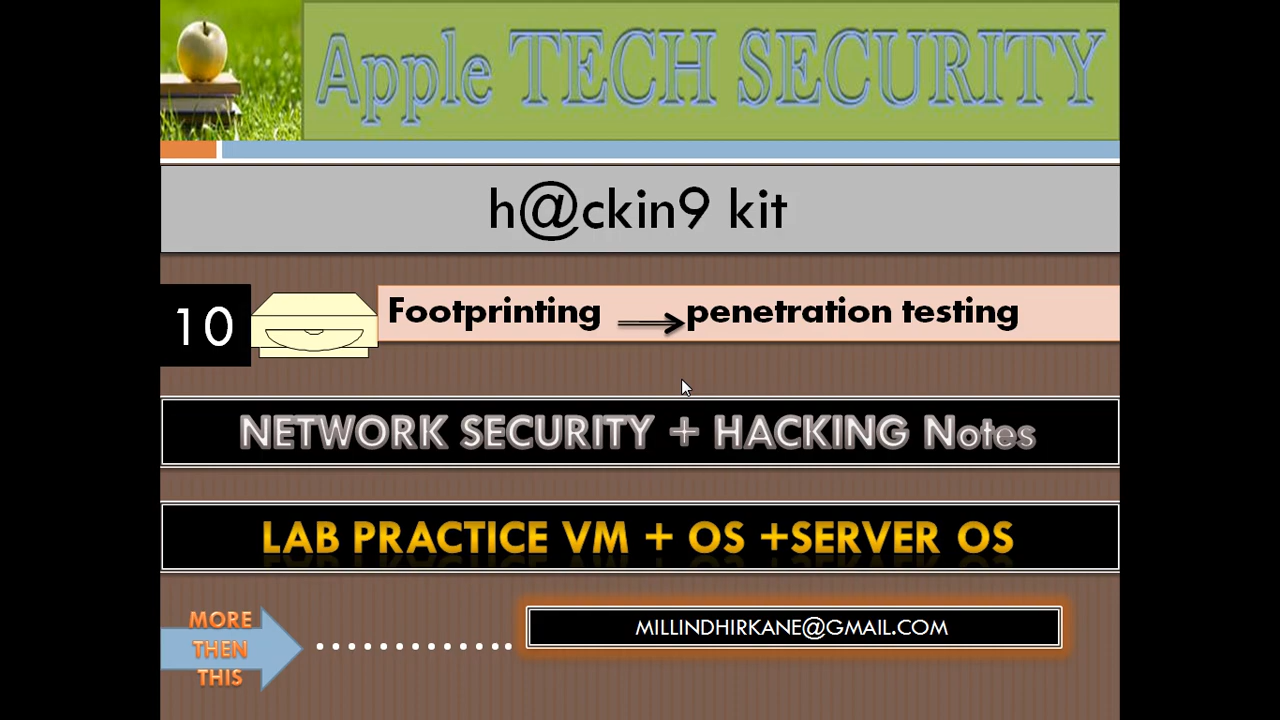 Apple TECH SECURITY
h@ckin9 kit
10
Footprinting penetration testing
NETWORK SECURITY + HACKING Notes
LAB PRACTICE VM + OS +SERVER OS
MORE
THEN
THIS
MILLINDHIRKANE@GMAIL.COM